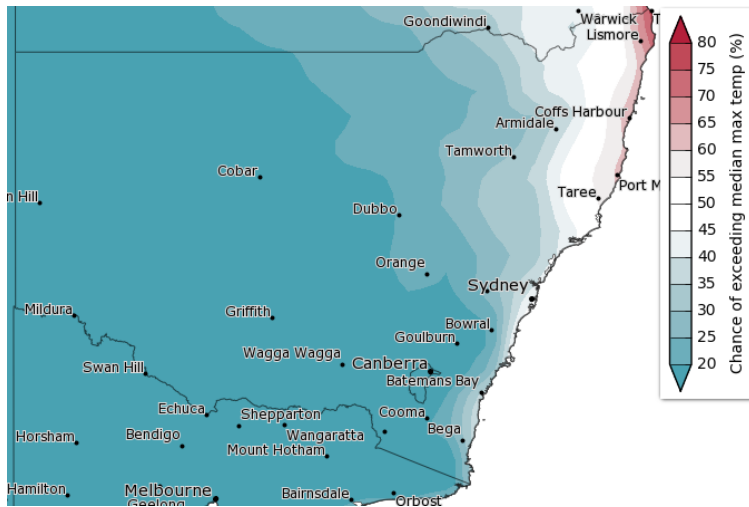 Goondiwindi
Warwick
T
Lismore
Coffs Harbour
Armidale
Tamworth
Cobar
n Hill
Dubbo
Taree
Port M
Orange
Sydney
Mildura
Griffith
Bowral
Goulburn
Wagga Wagga
Canberra
Swan Hill
Batemans Bay
Echuca
Shepparton
Cooma
Horsham
Bendigo
Wangaratta
Bega
Mount Hotham
Hamilton
Melbourne
Bairnsdale
Geelong
Orbost
80
75
70
65
60
55
50
45
40
35
30
25
20
Chance of exceeding median max temp (%)